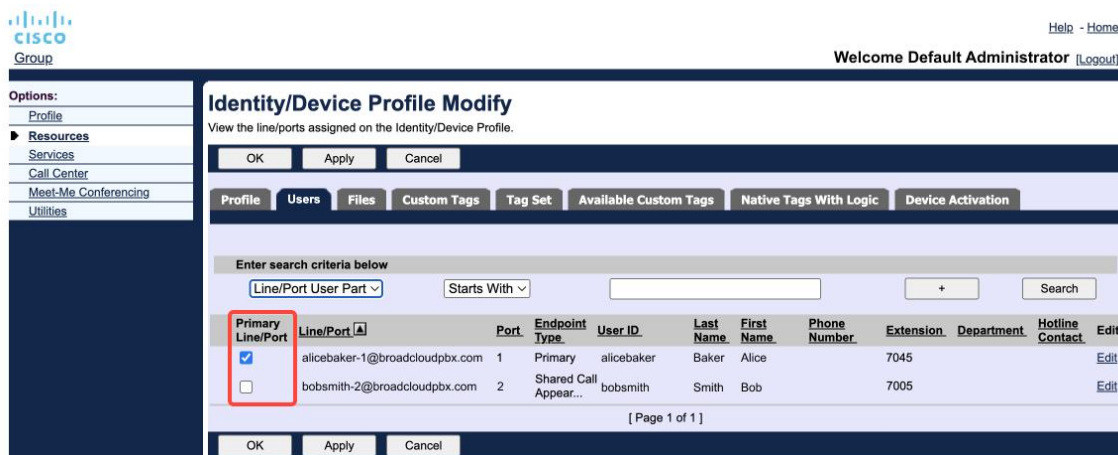 CISCO
Help - Home
Group
Welcome Default Administrator [Logout]
Options:
Profile
Resources
Services
Call Center
Meet-Me Conferencing
Utilities
Identity/Device Profile Modify
View the line/ports assigned on the Identity/Device Profile.
OK Apply Cancel
Profile Users Files Custom Tags Tag Set Available Custom Tags Native Tags With Logic Device Activation
Enter search criteria below
Line/Port User Part Starts With + Search
Primary Line/Port Line/Port Port Endpoint Type User ID Last Name First Name Phone Number Extension Department Hotline Contact Edit
alicebaker-1@broadcloudpbx.com 1 Primary alicebaker Baker Alice 7045 Edit
bobsmith-2@broadcloudpbx.com 2 Shared Call Appear... bobsmith Smith Bob 7005 Edit
[ Page 1 of 1 ]
OK Apply Cancel